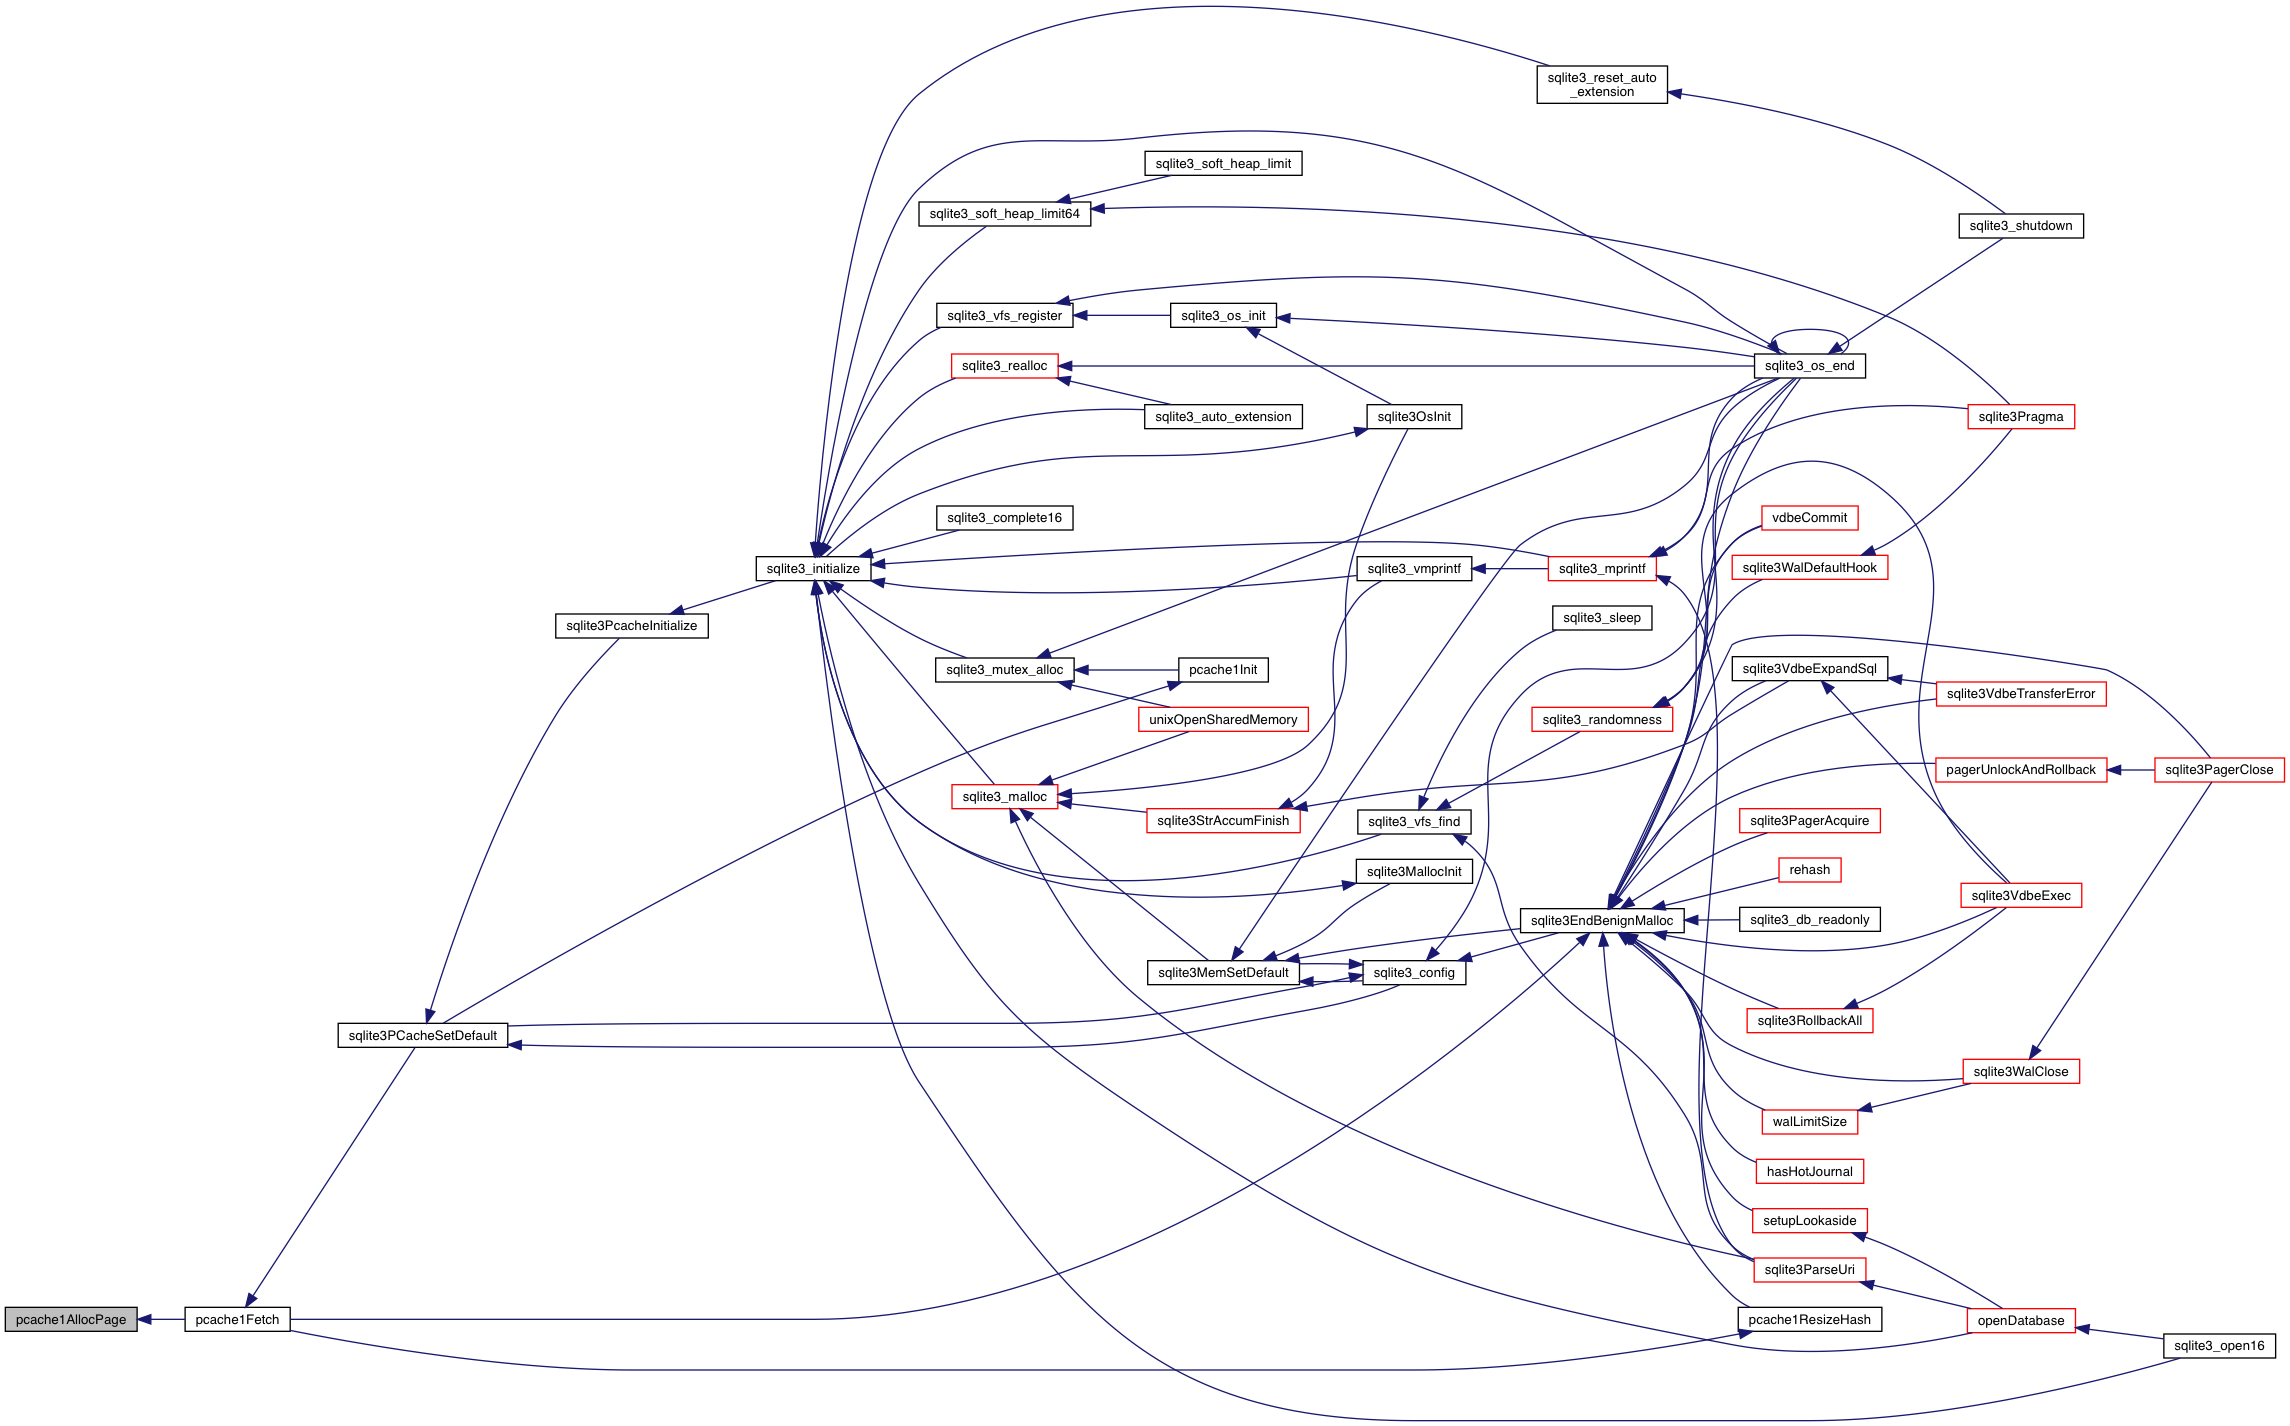 sqlite3_reset_auto
_extension
sqlite3_soft_heap_limit
sqlite3_soft_heap_limit64
sqlite3_shutdown
sqlite3_vfs_register
sqlite3_os_init
sqlite3_realloc
sqlite3_os_end
sqlite3_auto_extension
sqlite3OsInit
sqlite3Pragma
sqlite3_complete16
vdbeCommit
sqlite3_initialize
sqlite3_vmprintf
sqlite3_mprintf
sqlite3WalDefaultHook
sqlite3PcacheInitialize
sqlite3_sleep
sqlite3_mutex_alloc
pcache1Init
sqlite3VdbeExpandSql
sqlite3VdbeTransferError
unixOpenSharedMemory
sqlite3_randomness
pagerUnlockAndRollback
sqlite3PagerClose
sqlite3_malloc
sqlite3StrAccumFinish
sqlite3_vfs_find
sqlite3PagerAcquire
sqlite3MallocInit
rehash
sqlite3VdbeExec
sqlite3EndBenignMalloc
sqlite3_db_readonly
sqlite3MemSetDefault
sqlite3_config
sqlite3RollbackAll
sqlite3PCacheSetDefault
sqlite3WalClose
walLimitSize
hasHotJournal
setupLookaside
sqlite3ParseUri
pcache1AllocPage
pcache1Fetch
pcache1ResizeHash
openDatabase
sqlite3_open16